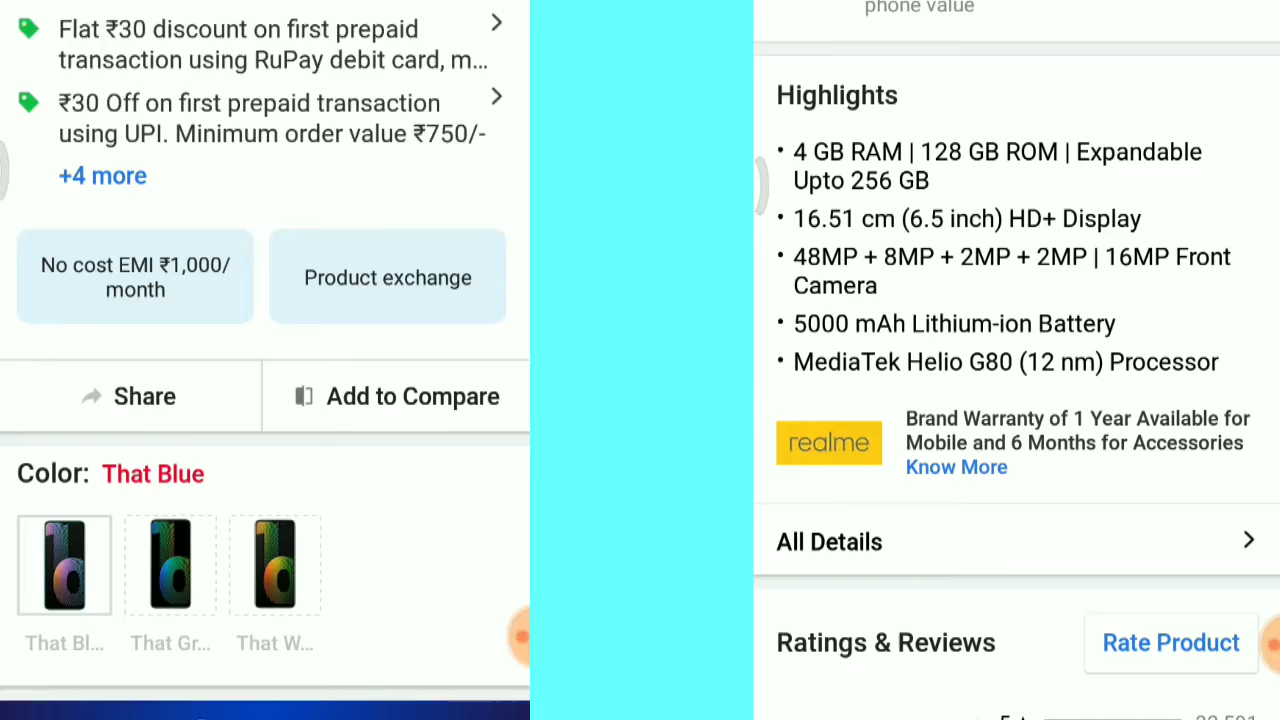 Flat ₹30 discount on first prepaid
transaction using RuPay debit card, m...
₹30 Off on first prepaid transaction
using UPI. Minimum order value ₹750/-
+4 more
No cost EMI ₹1,000/
month
Product exchange
Share
Add to Compare
Color: That Blue
That Bl...
That Gr...
That W...
phone value
Highlights
• 4 GB RAM | 128 GB ROM | Expandable
Upto 256 GB
• 16.51 cm (6.5 inch) HD+ Display
• 48MP + 8MP + 2MP + 2MP | 16MP Front
Camera
• 5000 mAh Lithium-ion Battery
• MediaTek Helio G80 (12 nm) Processor
realme
Brand Warranty of 1 Year Available for
Mobile and 6 Months for Accessories
Know More
All Details
Ratings & Reviews
Rate Product